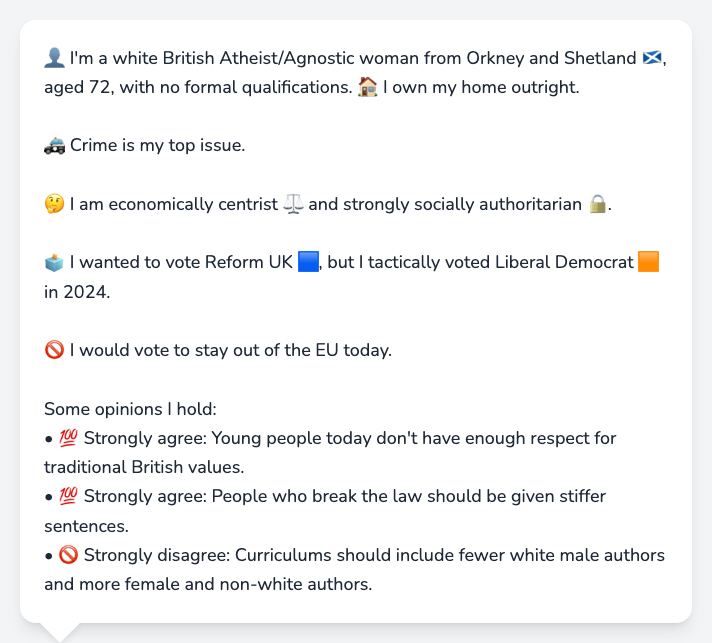 👤 I'm a white British Atheist/Agnostic woman from Orkney and Shetland 🏴󠁧󠁢󠁳󠁣󠁴󠁿,
aged 72, with no formal qualifications. 🏠 I own my home outright.
🚓 Crime is my top issue.
🤔 I am economically centrist ⚖️ and strongly socially authoritarian 🔒.
🗳️ I wanted to vote Reform UK 🟦, but I tactically voted Liberal Democrat 🟧
in 2024.
🚫 I would vote to stay out of the EU today.
Some opinions I hold:
• 💯 Strongly agree: Young people today don't have enough respect for
traditional British values.
• 💯 Strongly agree: People who break the law should be given stiffer
sentences.
• 🚫 Strongly disagree: Curriculums should include fewer white male authors
and more female and non-white authors.